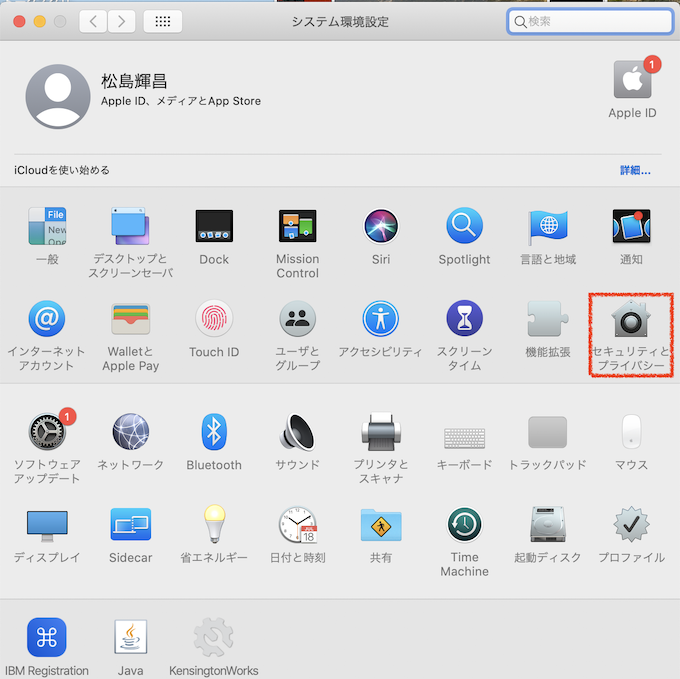 システム環境設定
検索
松島輝昌
Apple ID、メディアとApp Store
1
Apple ID
iCloudを使い始める
詳細...
File
New
Ope
一般
デスクトップと
スクリーンセーバ
Dock
Mission
Control
Siri
Spotlight
言語と地域
通知
インターネット
アカウント
Walletと
Apple Pay
Touch ID
ユーザと
グループ
アクセシビリティ
スクリーン
タイム
機能拡張
セキュリティと
プライバシー
1
ソフトウェア
アップデート
ネットワーク
Bluetooth
サウンド
プリンタと
スキャナ
キーボード
トラックパッド
マウス
ディスプレイ
Sidecar
省エネルギー
JUL
18
日付と時刻
共有
Time
Machine
起動ディスク
プロファイル
IBM Registration
Java
KensingtonWorks